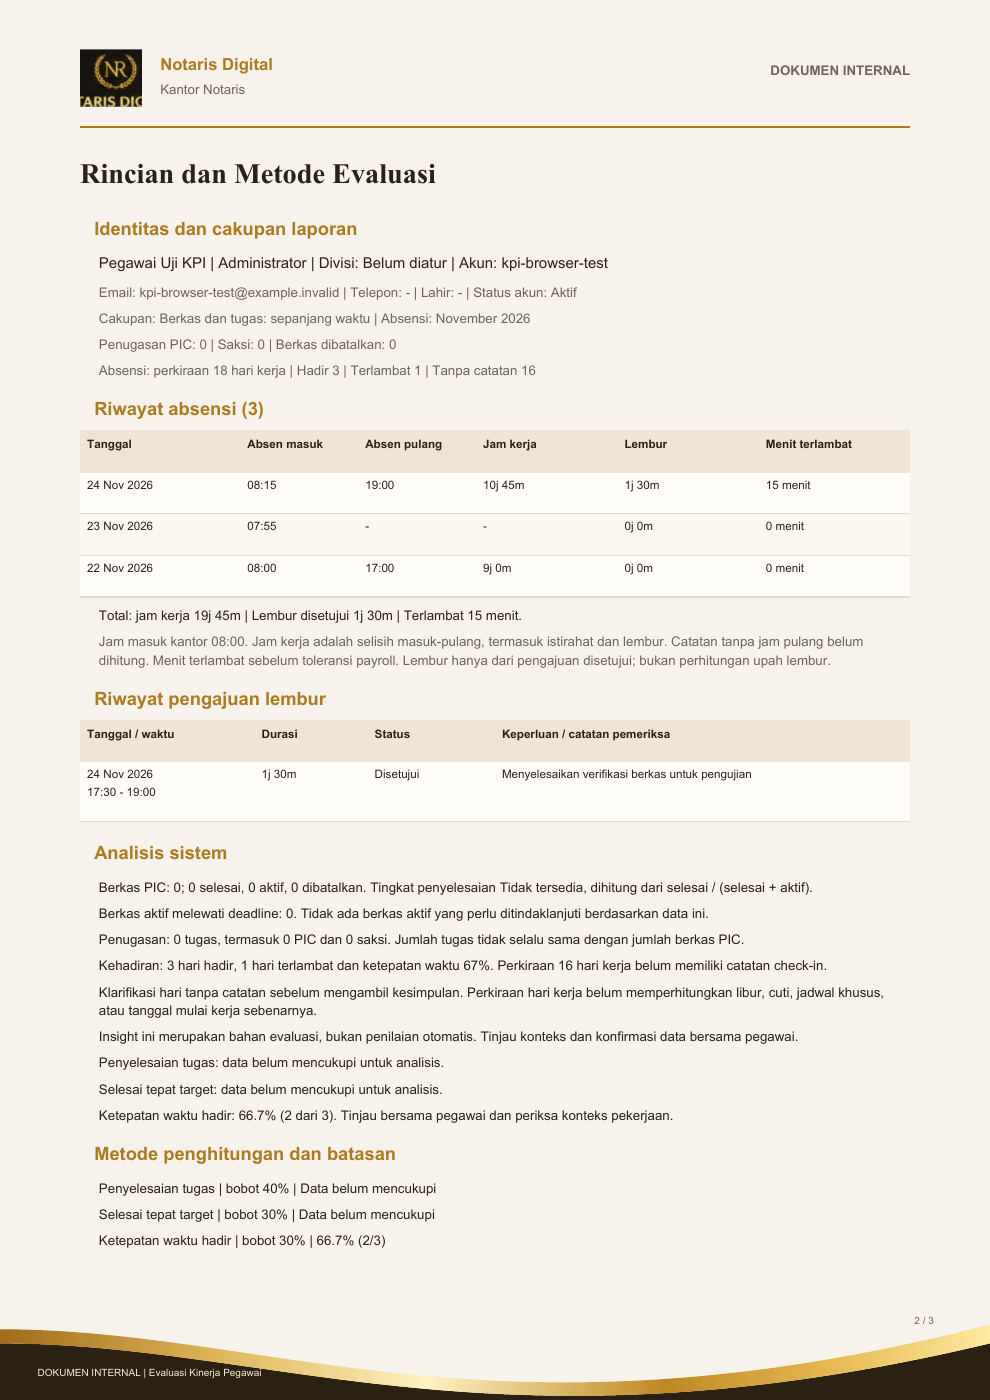 NR
TARIS DIG
Notaris Digital
Kantor Notaris
DOKUMEN INTERNAL
Rincian dan Metode Evaluasi
Identitas dan cakupan laporan
Pegawai Uji KPI | Administrator | Divisi: Belum diatur | Akun: kpi-browser-test
Email: kpi-browser-test@example.invalid | Telepon: - | Lahir: - | Status akun: Aktif
Cakupan: Berkas dan tugas: sepanjang waktu | Absensi: November 2026
Penugasan PIC: 0 | Saksi: 0 | Berkas dibatalkan: 0
Absensi: perkiraan 18 hari kerja | Hadir 3 | Terlambat 1 | Tanpa catatan 16
Riwayat absensi (3)
Tanggal Absen masuk Absen pulang Jam kerja Lembur Menit terlambat
24 Nov 2026 08:15 19:00 10j 45m 1j 30m 15 menit
23 Nov 2026 07:55 - - 0j 0m 0 menit
22 Nov 2026 08:00 17:00 9j 0m 0j 0m 0 menit
Total: jam kerja 19j 45m | Lembur disetujui 1j 30m | Terlambat 15 menit.
Jam masuk kantor 08:00. Jam kerja adalah selisih masuk-pulang, termasuk istirahat dan lembur. Catatan tanpa jam pulang belum
dihitung. Menit terlambat sebelum toleransi payroll. Lembur hanya dari pengajuan disetujui; bukan perhitungan upah lembur.
Riwayat pengajuan lembur
Tanggal / waktu Durasi Status Keperluan / catatan pemeriksa
24 Nov 2026 1j 30m Disetujui Menyelesaikan verifikasi berkas untuk pengujian
17:30 - 19:00
Analisis sistem
Berkas PIC: 0; 0 selesai, 0 aktif, 0 dibatalkan. Tingkat penyelesaian Tidak tersedia, dihitung dari selesai / (selesai + aktif).
Berkas aktif melewati deadline: 0. Tidak ada berkas aktif yang perlu ditindaklanjuti berdasarkan data ini.
Penugasan: 0 tugas, termasuk 0 PIC dan 0 saksi. Jumlah tugas tidak selalu sama dengan jumlah berkas PIC.
Kehadiran: 3 hari hadir, 1 hari terlambat dan ketepatan waktu 67%. Perkiraan 16 hari kerja belum memiliki catatan check-in.
Klarifikasi hari tanpa catatan sebelum mengambil kesimpulan. Perkiraan hari kerja belum memperhitungkan libur, cuti, jadwal khusus,
atau tanggal mulai kerja sebenarnya.
Insight ini merupakan bahan evaluasi, bukan penilaian otomatis. Tinjau konteks dan konfirmasi data bersama pegawai.
Penyelesaian tugas: data belum mencukupi untuk analisis.
Selesai tepat target: data belum mencukupi untuk analisis.
Ketepatan waktu hadir: 66.7% (2 dari 3). Tinjau bersama pegawai dan periksa konteks pekerjaan.
Metode penghitungan dan batasan
Penyelesaian tugas | bobot 40% | Data belum mencukupi
Selesai tepat target | bobot 30% | Data belum mencukupi
Ketepatan waktu hadir | bobot 30% | 66.7% (2/3)
2 / 3
DOKUMEN INTERNAL | Evaluasi Kinerja Pegawai